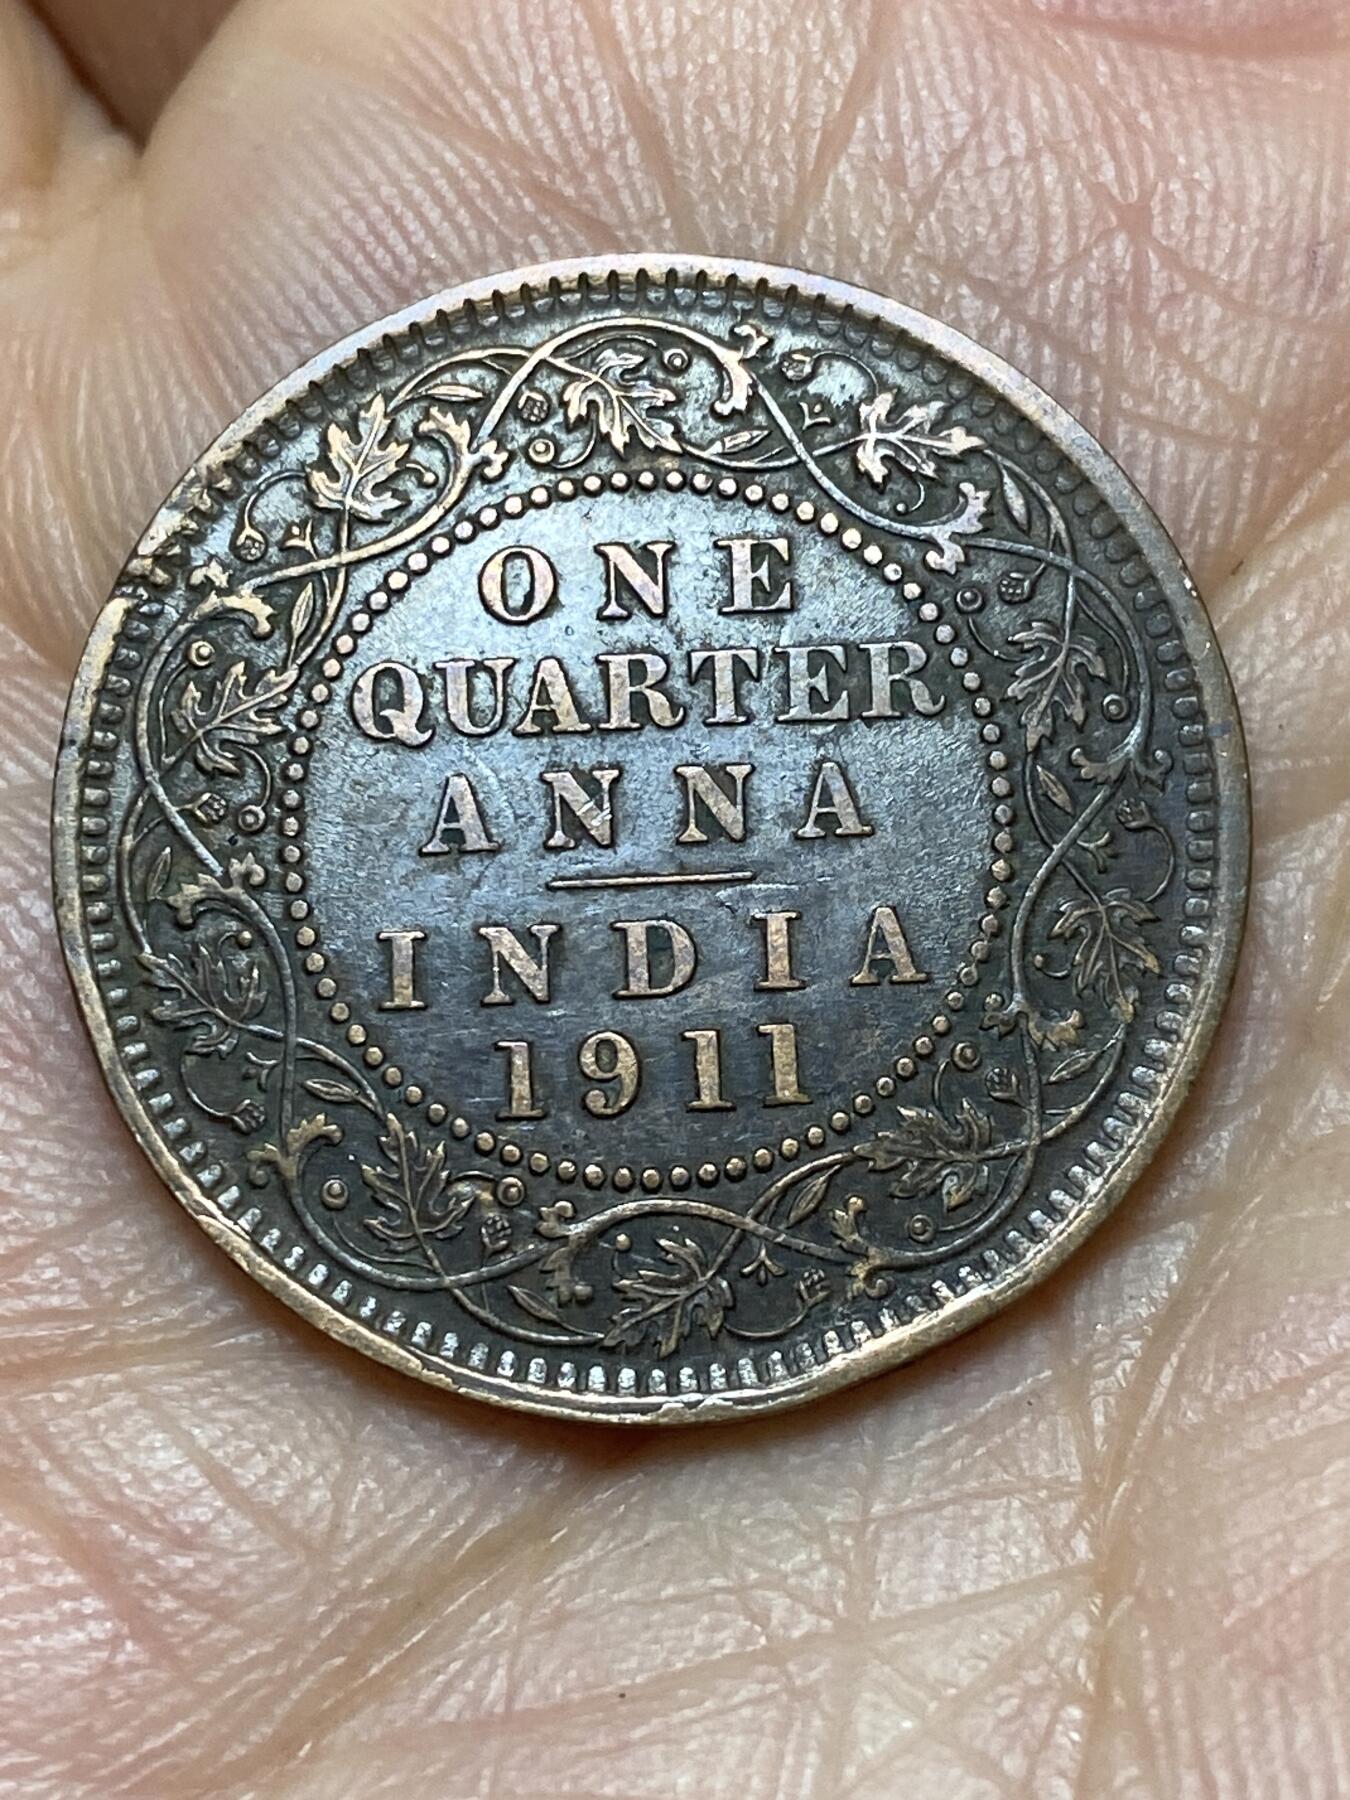 ONE
QUARTER
ANNA
INDIA
1911